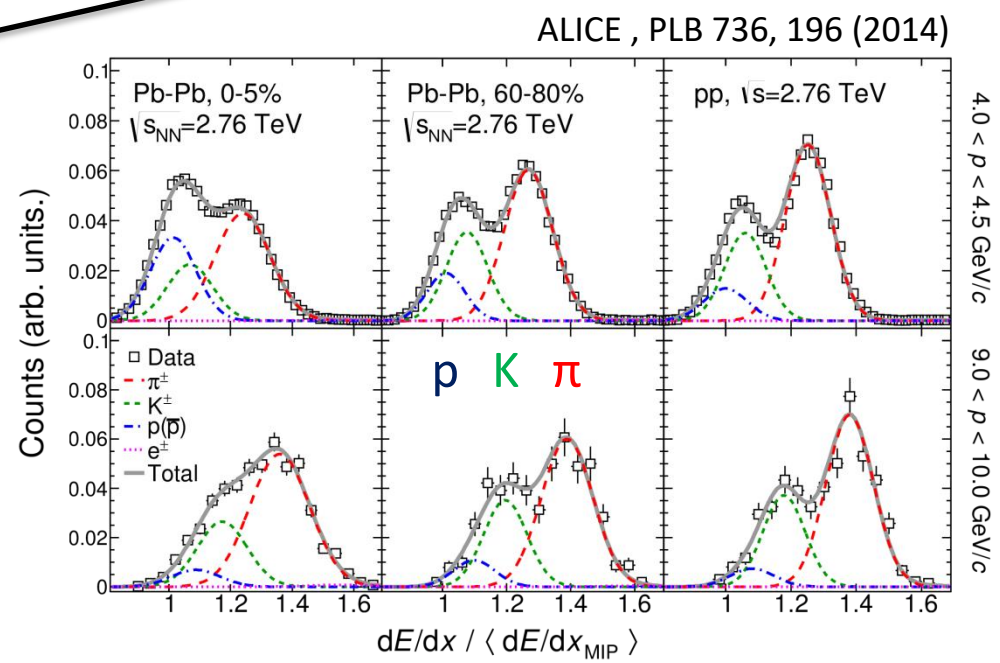 ALICE , PLB 736, 196 (2014)
Counts (arb. units.)
0.1
0.08
0.06
0.04
0.02
0
Pb-Pb, 0-5%
√sNN=2.76 TeV
Pb-Pb, 60-80%
√sNN=2.76 TeV
pp, √s=2.76 TeV
4.0 < p < 4.5 GeV/c
0.1
0.08
0.06
0.04
0.02
0
Data
π±
K±
p(p̅)
e±
Total
p K π
9.0 < p < 10.0 GeV/c
1 1.2 1.4 1.6 1 1.2 1.4 1.6 1 1.2 1.4 1.6
dE/dx / ⟨ dE/dxMIP ⟩